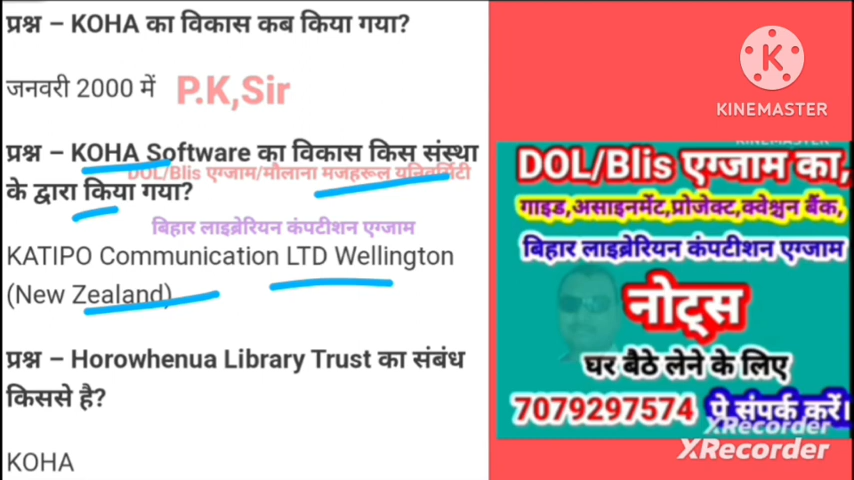 प्रश्न – KOHA का विकास कब किया गया?
जनवरी 2000 में
P.K,Sir
प्रश्न – KOHA Software का विकास किस संस्था
DOL/Blis एग्जाम/मौलाना मजहरूल यूनिवर्सिटी
के द्वारा किया गया?
बिहार लाइब्रेरियन कंपटीशन एग्जाम
KATIPO Communication LTD Wellington
(New Zealand)
प्रश्न – Horowhenua Library Trust का संबंध
किससे है?
KOHA
KINEMASTER
KINEMASTER
DOL/Blis एग्जाम का,
गाइड,असाइनमेंट,प्रोजेक्ट,क्वेश्चन बैंक,
बिहार लाइब्रेरियन कंपटीशन एग्जाम
नोट्स
घर बैठे लेने के लिए
7079297574 पे संपर्क करें।
XRecorder
XRecorder